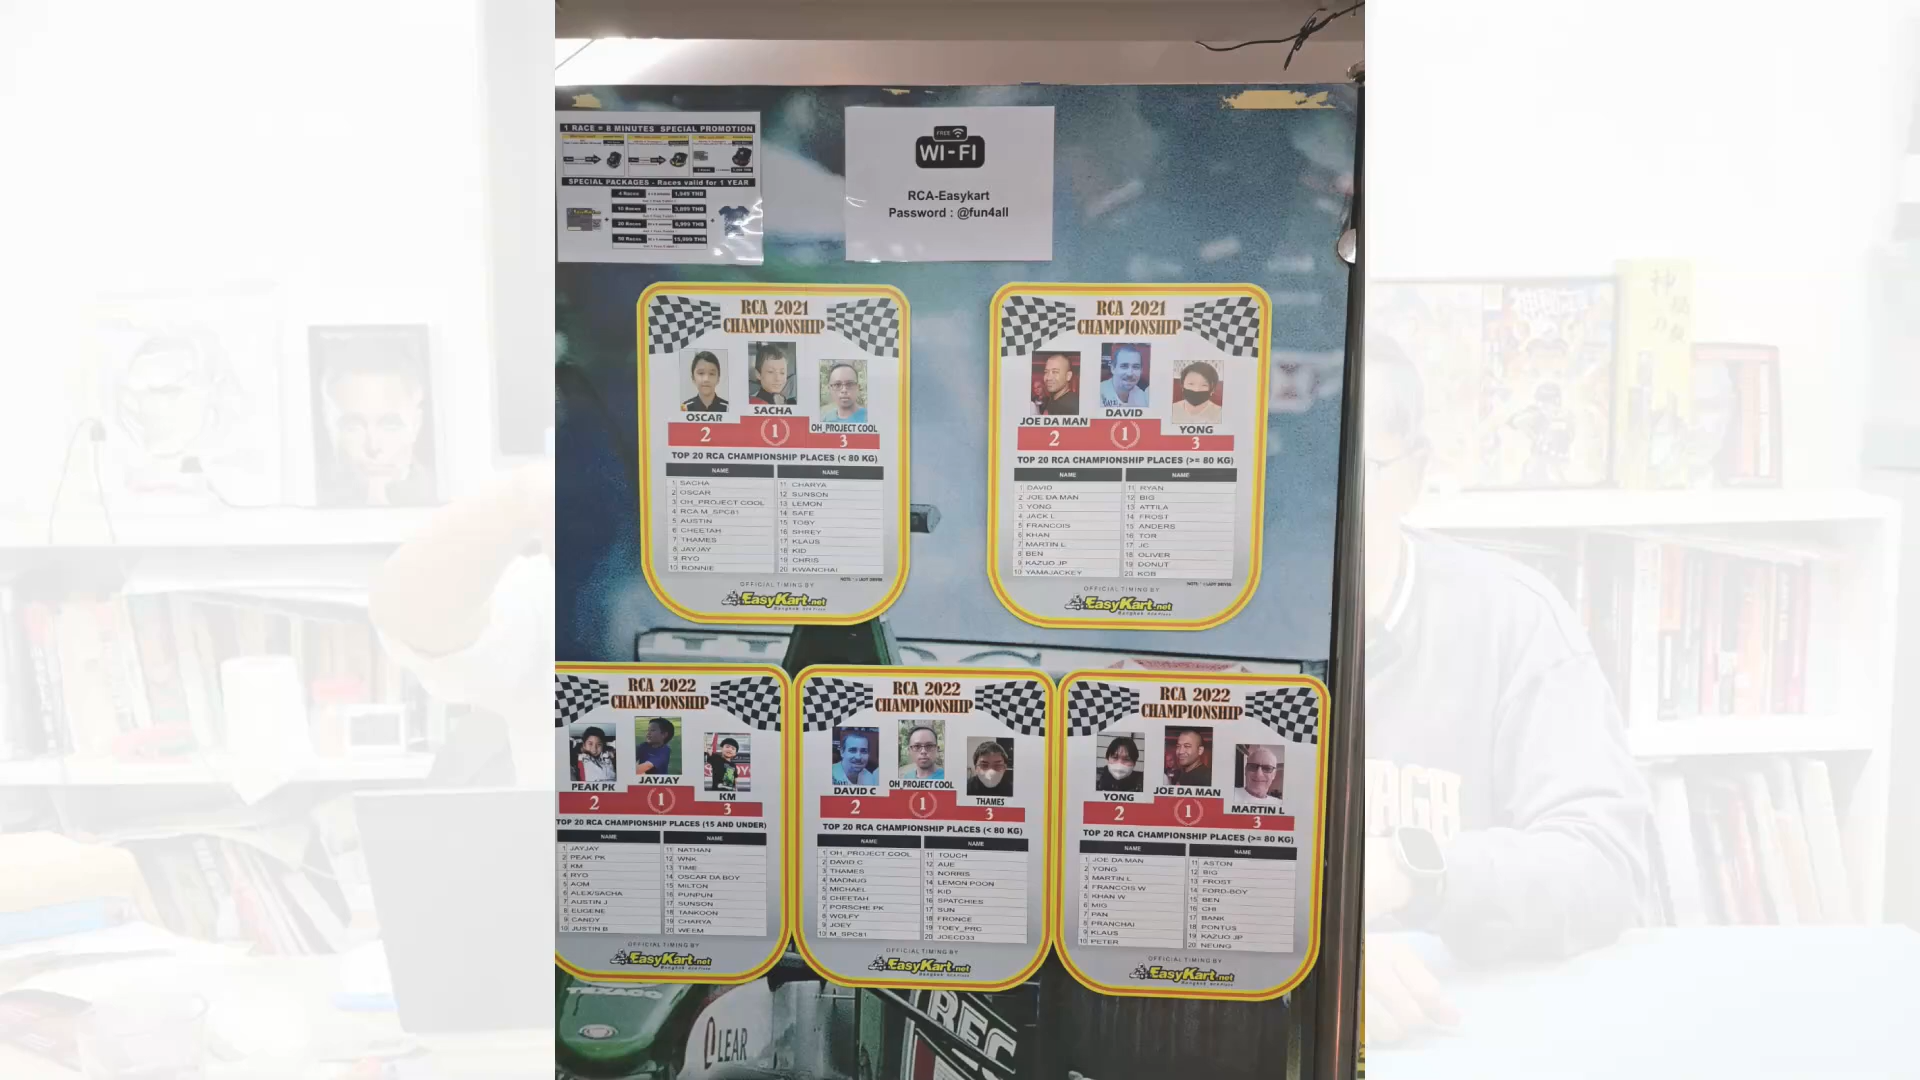 1 RACE = 8 MINUTES SPECIAL PROMOTION
SPECIAL PACKAGES - Races valid for 1 YEAR
4 Races
10 Races
20 Races
50 Races
FREE
WI-FI
RCA-Easykart
Password : @fun4all
RCA 2021
CHAMPIONSHIP
OSCAR
SACHA
OH_PROJECT COOL
2
1
3
TOP 20 RCA CHAMPIONSHIP PLACES (< 80 KG)
NAME NAME
1 SACHA 11 CHARYA
2 OSCAR 12 SUNSON
3 OH_PROJECT COOL 13 LEMON
4 RCA M_SPC81 14 SAFE
5 AUSTIN 15 TOBY
6 CHEETAH 16 SHREY
7 THAMES 17 KLAUS
8 JAYJAY 18 KID
9 RYO 19 CHRIS
10 RONNIE 20 KWANCHAI
OFFICIAL TIMING BY
EasyKart.net
RCA 2021
CHAMPIONSHIP
JOE DA MAN
DAVID
YONG
2
1
3
TOP 20 RCA CHAMPIONSHIP PLACES (>= 80 KG)
NAME NAME
1 DAVID 11 RYAN
2 JOE DA MAN 12 BIG
3 YONG 13 ATTILA
4 JACK L 14 FROST
5 FRANCOIS 15 ANDERS
6 KHAN 16 TOR
7 MARTIN L 17 JC
8 BEN 18 OLIVER
9 KAZUO JP 19 DONUT
10 YAMAJACKEY 20 KOB
OFFICIAL TIMING BY
EasyKart.net
RCA 2022
CHAMPIONSHIP
PEAK PK
JAYJAY
KM
2
1
3
TOP 20 RCA CHAMPIONSHIP PLACES (15 AND UNDER)
NAME NAME
1 JAYJAY 11 NATHAN
2 PEAK PK 12 WNK
3 KM 13 TIME
4 RYO 14 OSCAR DA BOY
5 AOM 15 MILTON
6 ALEX/SACHA 16 PUNPUN
7 AUSTIN J 17 SUNSON
8 EUGENE 18 TANKOON
9 CANDY 19 CHARYA
10 JUSTIN B 20 WEEM
OFFICIAL TIMING BY
EasyKart.net
RCA 2022
CHAMPIONSHIP
DAVID C
OH_PROJECT COOL
THAMES
2
1
3
TOP 20 RCA CHAMPIONSHIP PLACES (< 80 KG)
NAME NAME
1 OH_PROJECT COOL 11 TOUCH
2 DAVID C 12 AUE
3 THAMES 13 NORRIS
4 MADNUG 14 LEMON POON
5 MICHAEL 15 KID
6 CHEETAH 16 SPATCHIES
7 PORSCHE PK 17 SUN
8 WOLFY 18 FRONCE
9 JOEY 19 TOEY_PRC
10 M_SPC81 20 JOECD33
OFFICIAL TIMING BY
EasyKart.net
RCA 2022
CHAMPIONSHIP
YONG
JOE DA MAN
MARTIN L
2
1
3
TOP 20 RCA CHAMPIONSHIP PLACES (>= 80 KG)
NAME NAME
1 JOE DA MAN 11 ASTON
2 YONG 12 BIG
3 MARTIN L 13 FROST
4 FRANCOIS W 14 FORD-BOY
5 KHAN W 15 BEN
6 MIG 16 CHI
7 PAN 17 BANK
8 PRANCHAI 18 PONTUS
9 KLAUS 19 KAZUO JP
10 PETER 20 NEUNG
OFFICIAL TIMING BY
EasyKart.net
TEXACO
LEAR
REC